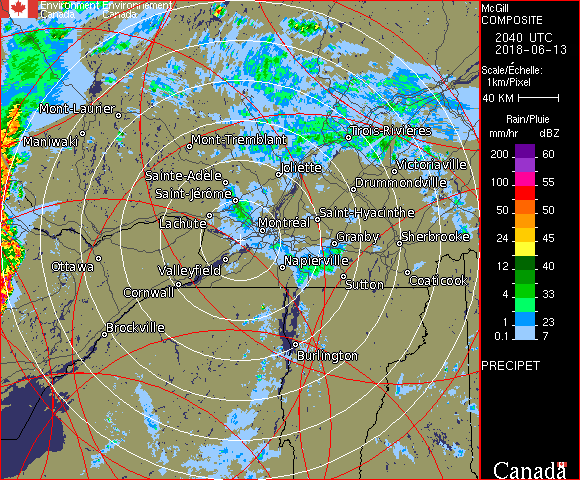 Environment Environnement
Canada Canada
Mont-Laurier
Maniwaki
Mont-Tremblant
Trois-Rivières
Sainte-Adèle
Joliette
Victoriaville
Saint-Jérôme
Drummondville
Lachute
Montréal
Saint-Hyacinthe
Granby
Sherbrooke
Ottawa
Valleyfield
Napierville
Cornwall
Sutton
Coaticook
Brockville
Burlington
McGill
COMPOSITE
2040 UTC
2018-06-13
Scale/Échelle:
1km/Pixel
40 KM
Rain/Pluie
mm/hr dBZ
200 60
100 55
50 50
24 45
12 40
4 33
1 23
0.1 7
PRECIPET
Canada